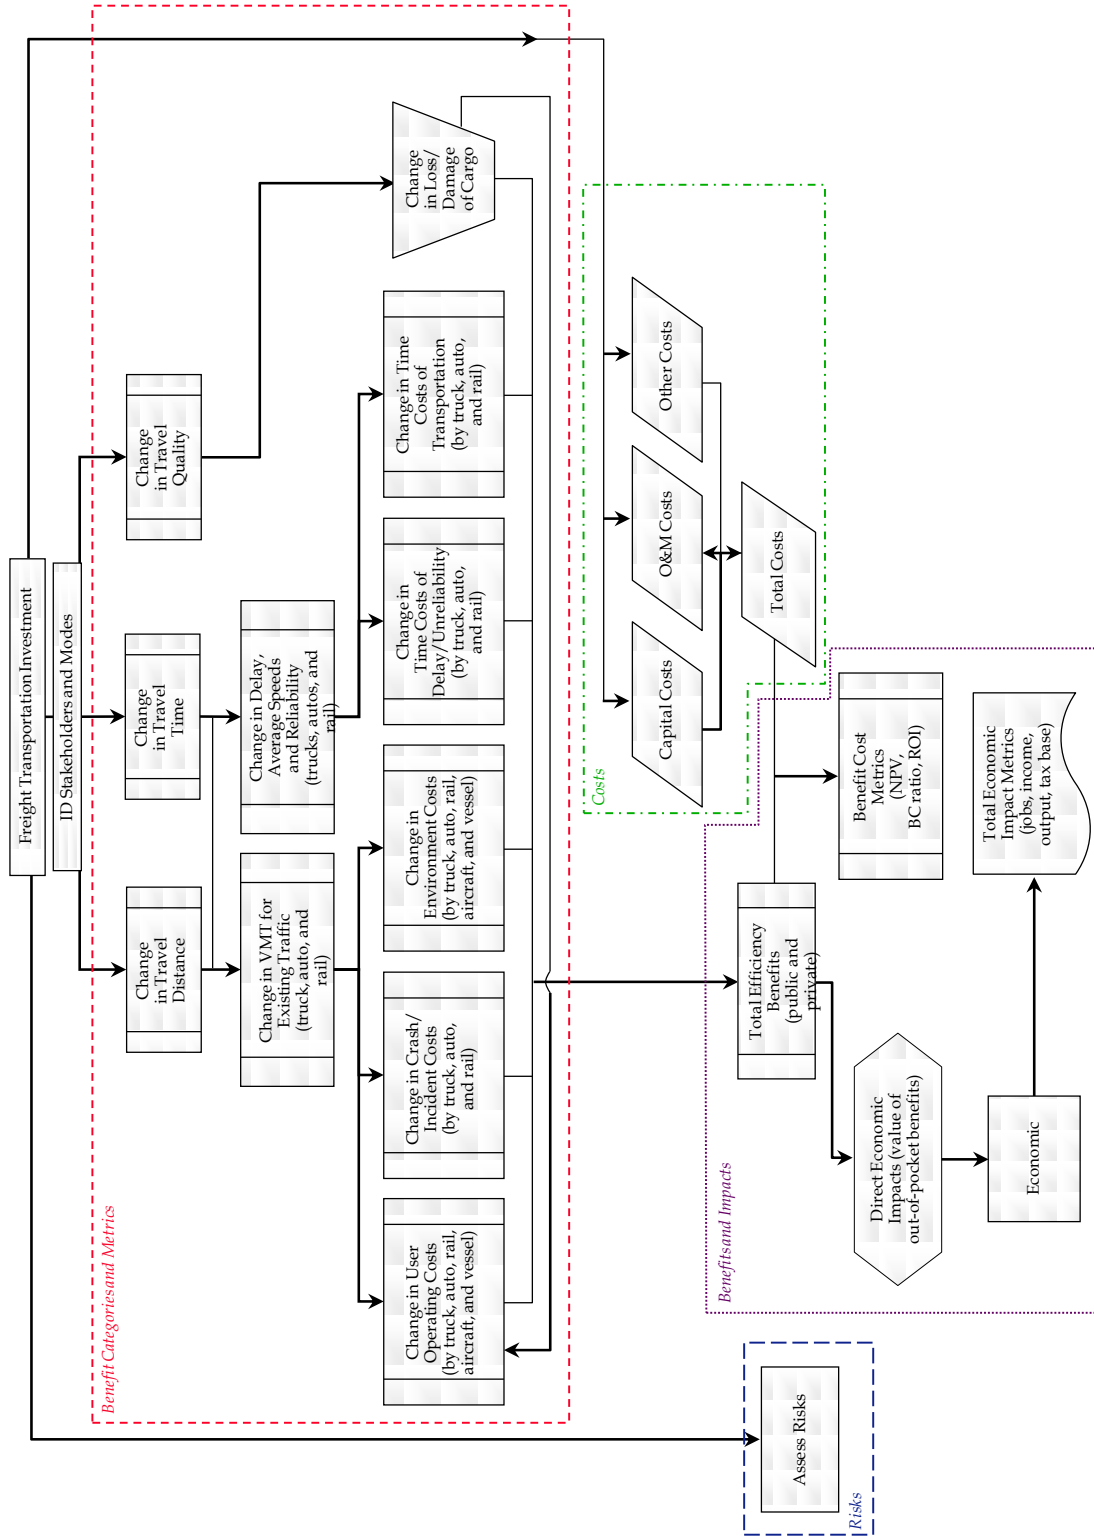 Freight Transportation Investment
ID Stakeholders and Modes
Benefit Categories and Metrics
Change
in Travel
Distance
Change
in Travel
Time
Change
in Travel
Quality
Change in VMT for
Existing Traffic
(truck, auto, and
rail)
Change in Delay,
Average Speeds
and Reliability
(trucks, autos, and
rail)
Change in User
Operating Costs
(by truck, auto, rail,
aircraft, and vessel)
Change in Crash/
Incident Costs
(by truck, auto,
and rail)
Change in
Environment Costs
(by truck, auto, rail,
aircraft, and vessel)
Change in
Time Costs of
Delay/Unreliability
(by truck, auto,
and rail)
Change in Time
Costs of
Transportation
(by truck, auto,
and rail)
Change
in Loss/
Damage
of Cargo
Costs
Capital Costs
O&M Costs
Other Costs
Total Costs
Benefits and Impacts
Total Efficiency
Benefits
(public and
private)
Benefit Cost
Metrics
(NPV,
BC ratio, ROI)
Direct Economic
Impacts (value of
out-of-pocket benefits)
Economic
Total Economic
Impact Metrics
(jobs, income,
output, tax base)
Assess Risks
Risks